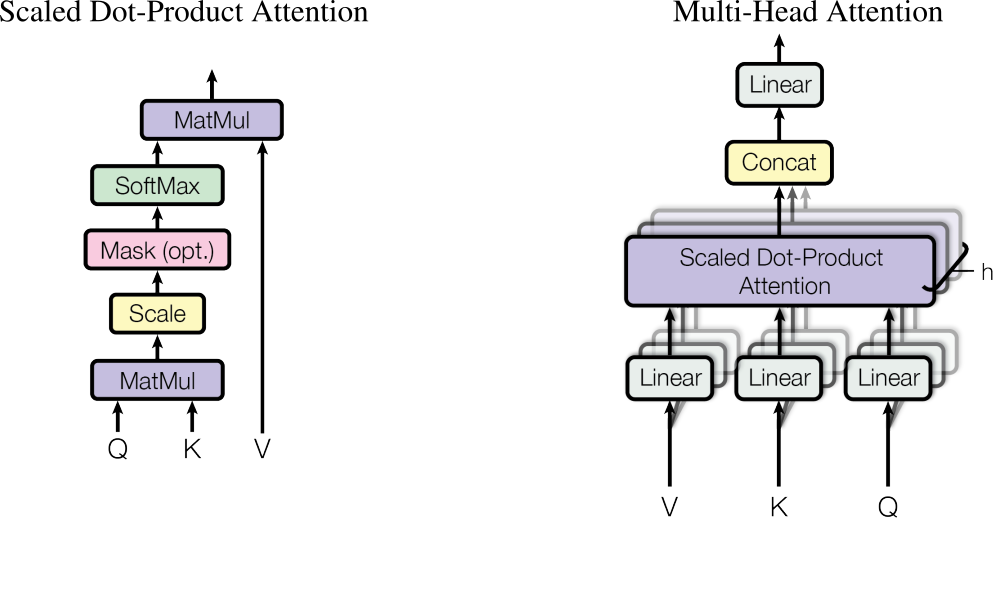 Scaled Dot-Product Attention
MatMul
SoftMax
Mask (opt.)
Scale
MatMul
Q K V
Multi-Head Attention
Linear
Concat
Scaled Dot-Product
Attention
h
Linear Linear Linear
V K Q